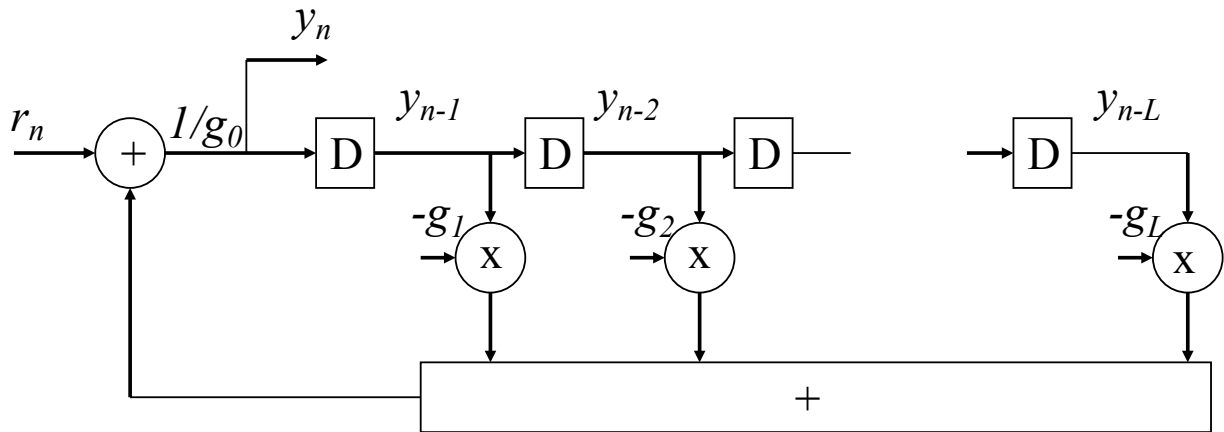 y_n
r_n + 1/g_0 D y_{n-1} D y_{n-2} D D y_{n-L}
-g_1 x -g_2 x -g_L x
+